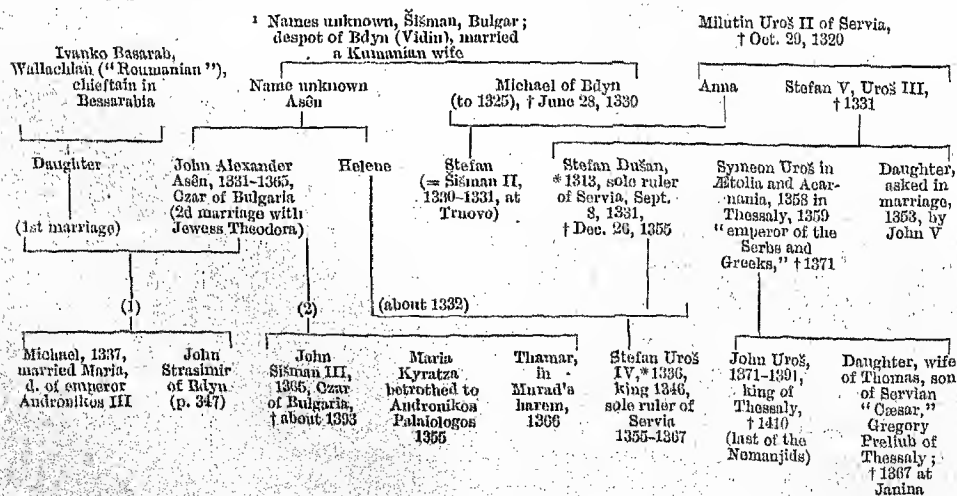 ¹ Names unknown, Šišman, Bulgar;
despot of Bdyn (Vidin), married
a Kumanian wife
Milutin Uroš II of Servia,
† Oct. 29, 1320
Ivanko Basarab,
Wallachian ("Roumanian"),
chieftain in
Bessarabia
Name unknown
Asên
Michael of Bdyn
(to 1325), † June 28, 1330
Anna
Stefan V, Uroš III,
† 1331
Daughter
(1st marriage)
John Alexander
Asên, 1331–1365,
Czar of Bulgaria
(2d marriage with
Jewess Theodora)
Helene
Stefan
(= Šišman II,
1330–1331, at
Trnovo)
Stefan Dušan,
*1313, sole ruler
of Servia, Sept.
8, 1331,
† Dec. 26, 1355
Symeon Uroš in
Ætolia and Acar-
nania, 1358 in
Thessaly, 1359
"emperor of the
Serbs and
Greeks," † 1371
Daughter,
asked in
marriage,
1353, by
John V
(1)
(2)
(about 1332)
Michael, 1337,
married Maria,
d. of emperor
Andronikos III
John
Strasimir
of Bdyn
(p. 347)
John
Šišman III,
1365, Czar
of Bulgaria,
† about 1393
Maria
Kyratza
betrothed to
Andronikos
Palaiologos
1355
Thamar,
in
Murad's
harem,
1366
Stefan Uroš
IV, *1336,
king 1346,
sole ruler of
Servia
1355–1367
John Uroš,
1371–1391,
king of
Thessaly,
† 1410
(last of the
Nemanjids)
Daughter, wife
of Thomas, son
of Servian
"Cæsar,"
Gregory
Preliub of
Thessaly;
† 1367 at
Janina